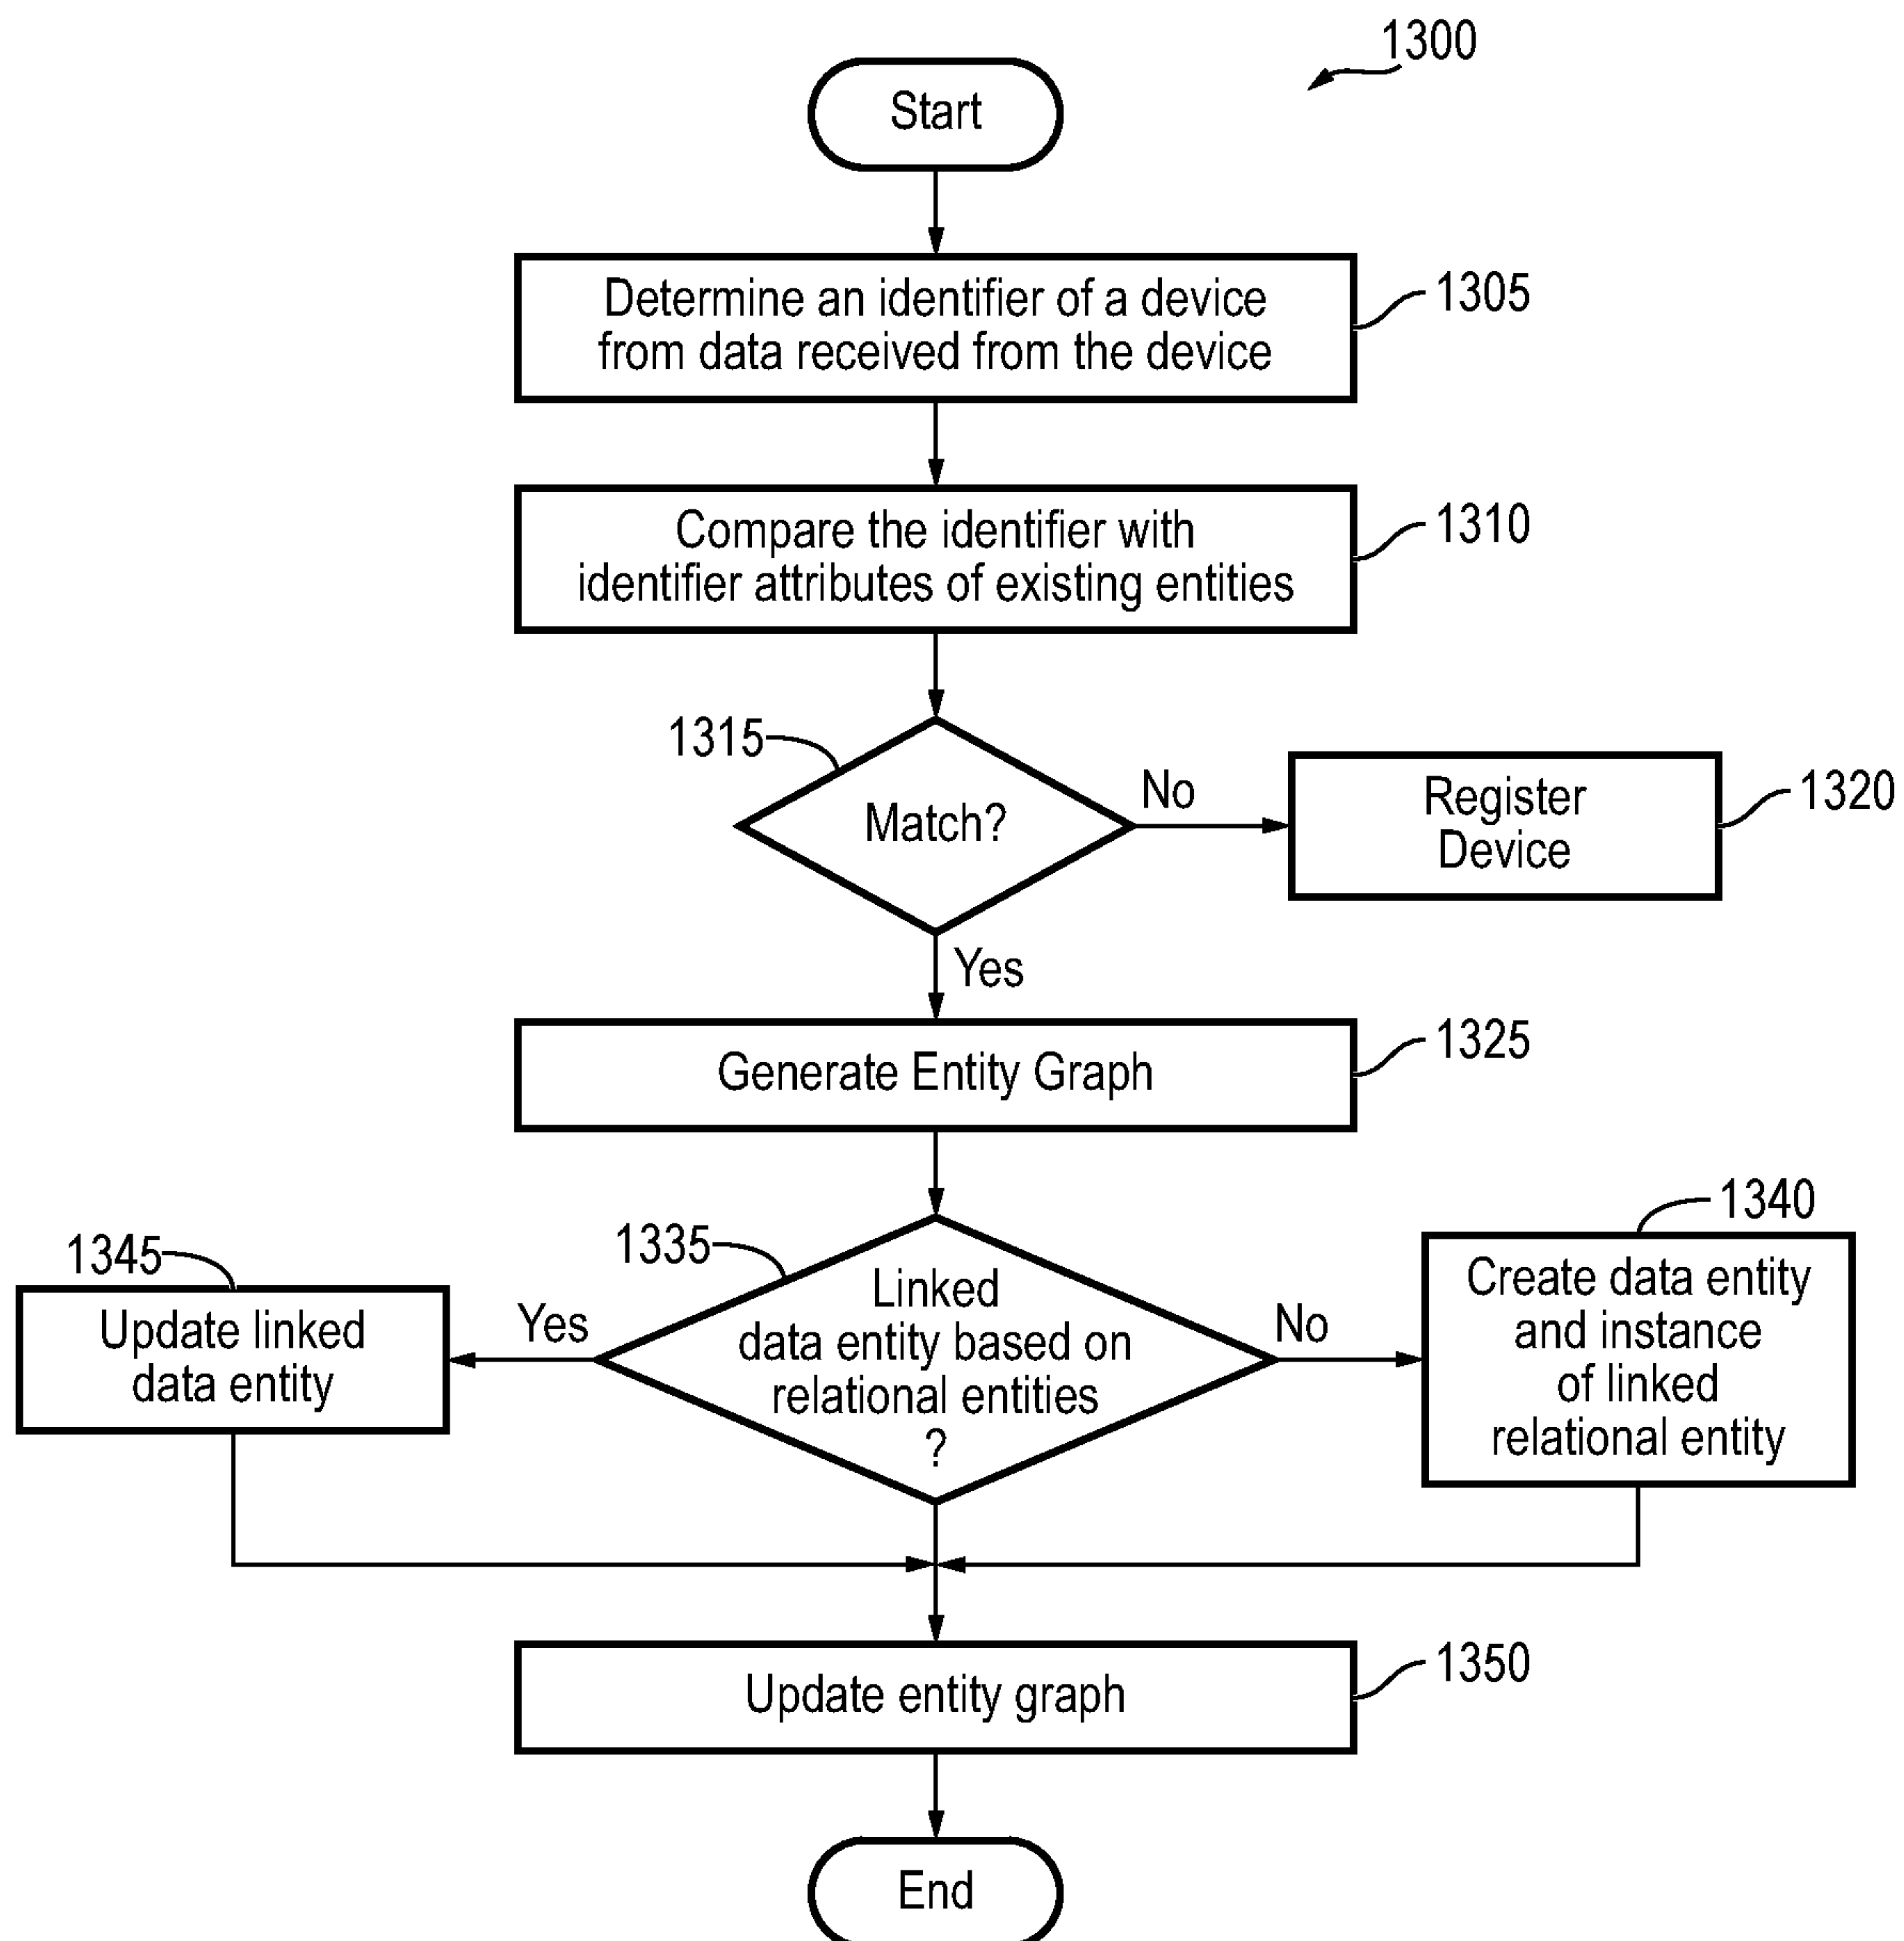 1300
Start
Determine an identifier of a device
from data received from the device
1305
Compare the identifier with
identifier attributes of existing entities
1310
1315
Match?
No
Register
Device
1320
Yes
Generate Entity Graph
1325
1345
Update linked
data entity
Yes
1335
Linked
data entity based on
relational entities
?
No
1340
Create data entity
and instance
of linked
relational entity
Update entity graph
1350
End